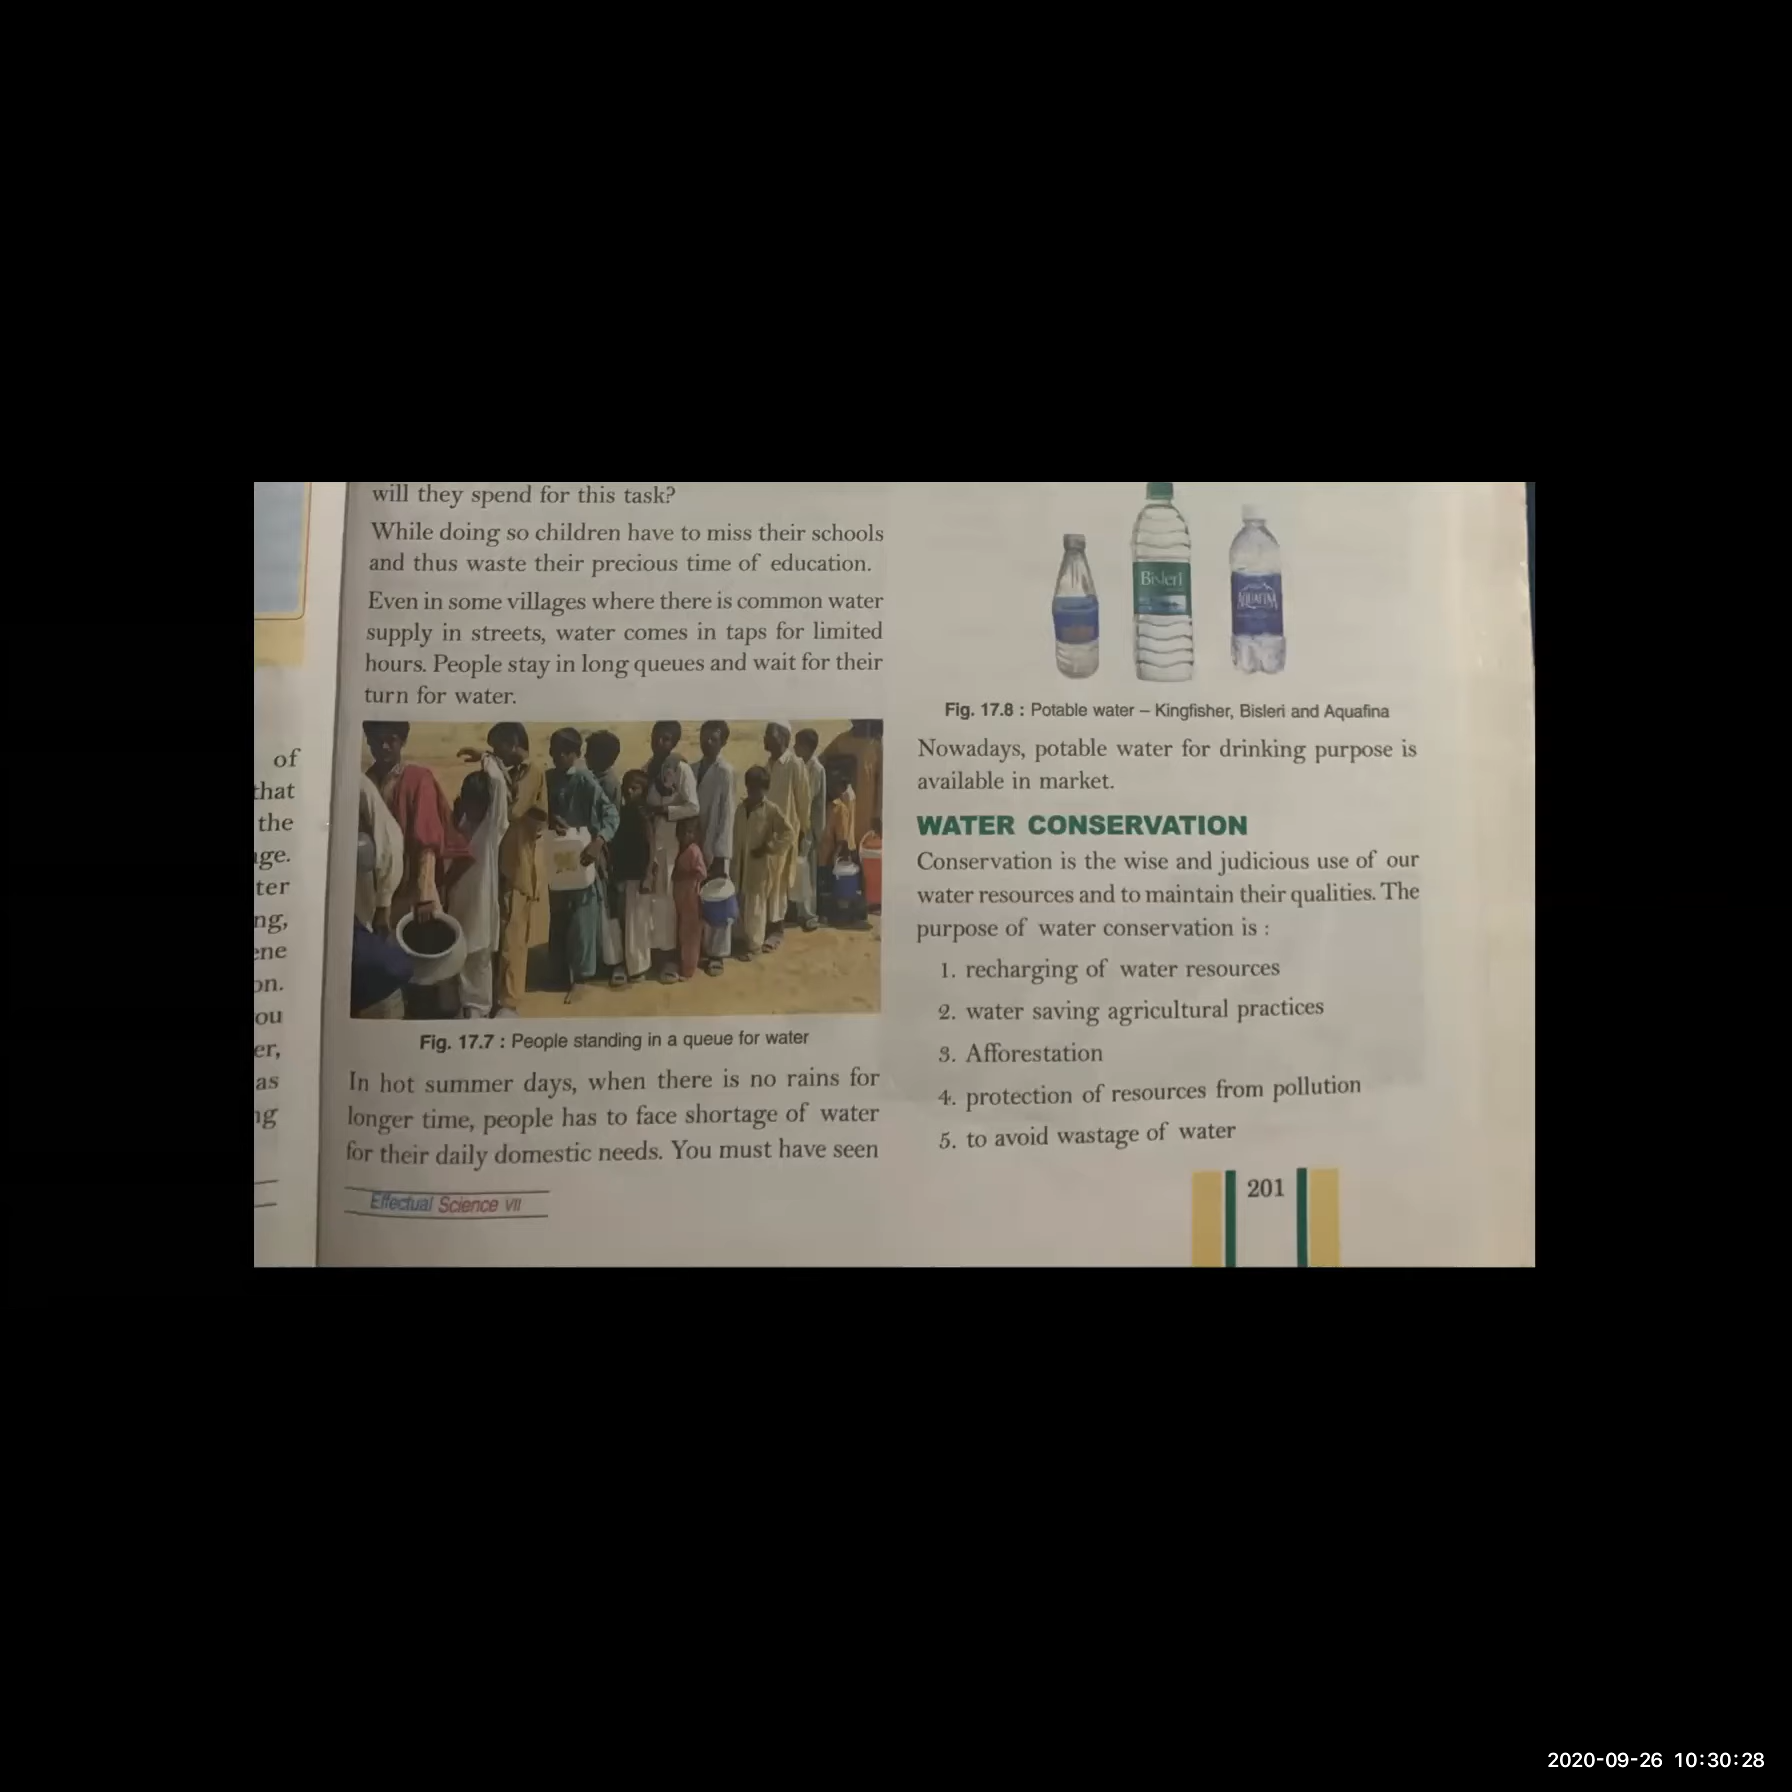 will they spend for this task?
While doing so children have to miss their schools
and thus waste their precious time of education.
Even in some villages where there is common water
supply in streets, water comes in taps for limited
hours. People stay in long queues and wait for their
turn for water.
Fig. 17.7 : People standing in a queue for water
In hot summer days, when there is no rains for
longer time, people has to face shortage of water
for their daily domestic needs. You must have seen
Effectual Science VII
Bisleri
AQUAFINA
Fig. 17.8 : Potable water – Kingfisher, Bisleri and Aquafina
Nowadays, potable water for drinking purpose is
available in market.
WATER CONSERVATION
Conservation is the wise and judicious use of our
water resources and to maintain their qualities. The
purpose of water conservation is :
1. recharging of water resources
2. water saving agricultural practices
3. Afforestation
4. protection of resources from pollution
5. to avoid wastage of water
201
of
that
the
ter
ng,
ene
on.
ou
er,
as
2020-09-26 10:30:28